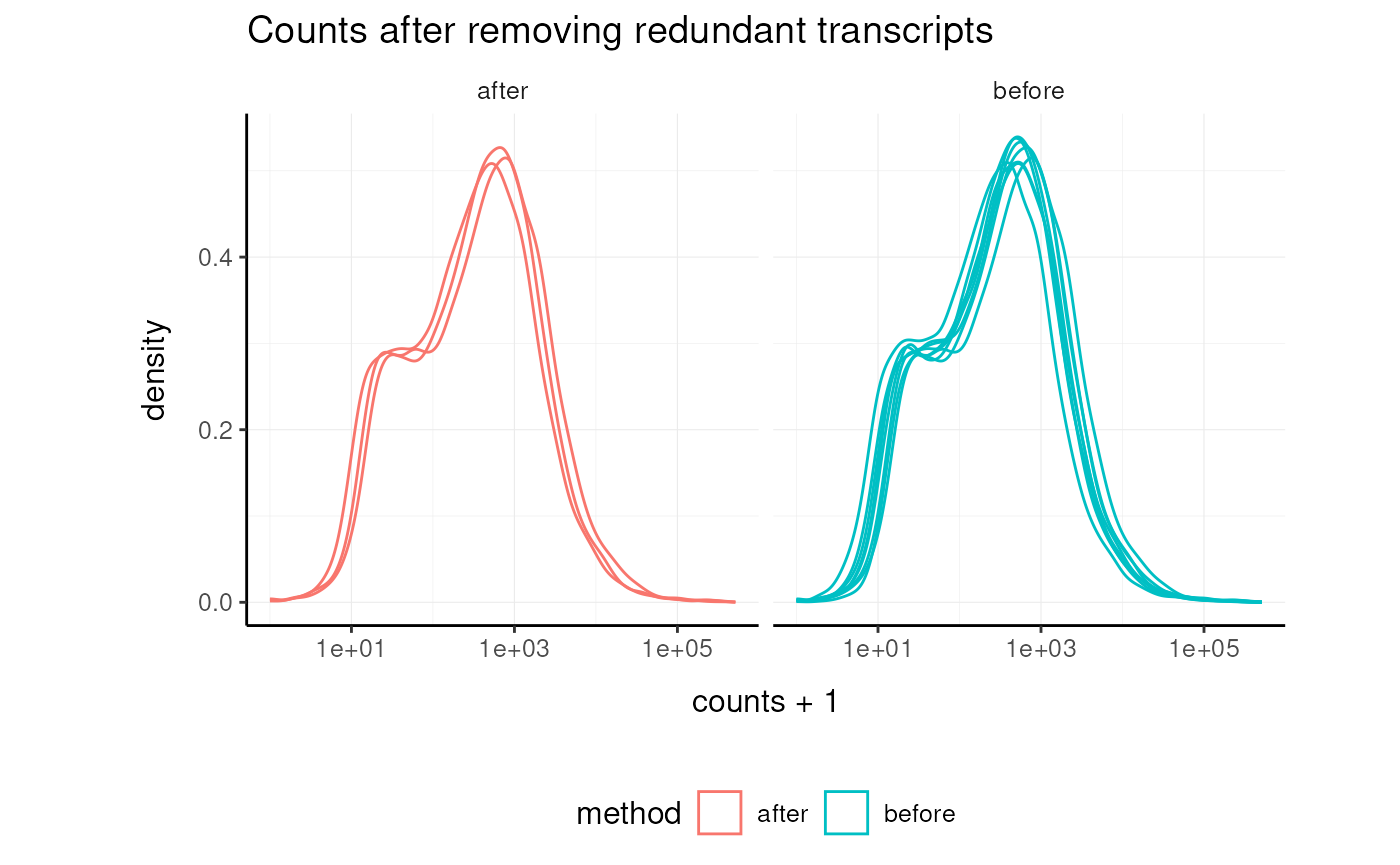 Counts after removing redundant transcripts
after before
density
0.4
0.2
0.0
1e+01 1e+03 1e+05 1e+01 1e+03 1e+05
counts + 1
method after before